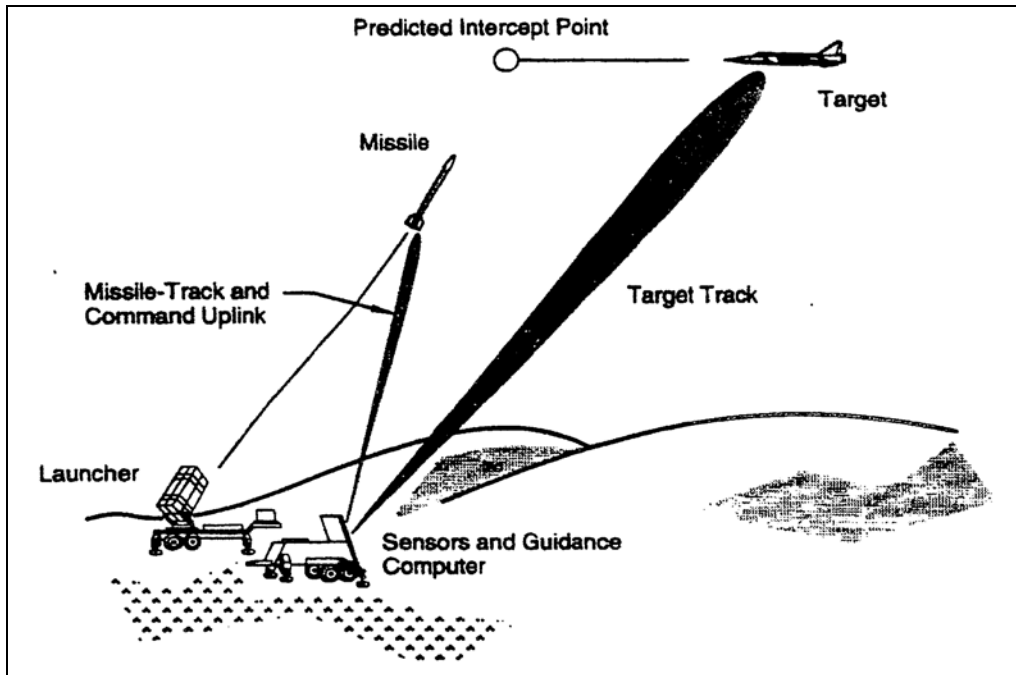 Predicted Intercept Point
Target
Missile
Missile-Track and
Command Uplink
Target Track
Launcher
Sensors and Guidance
Computer